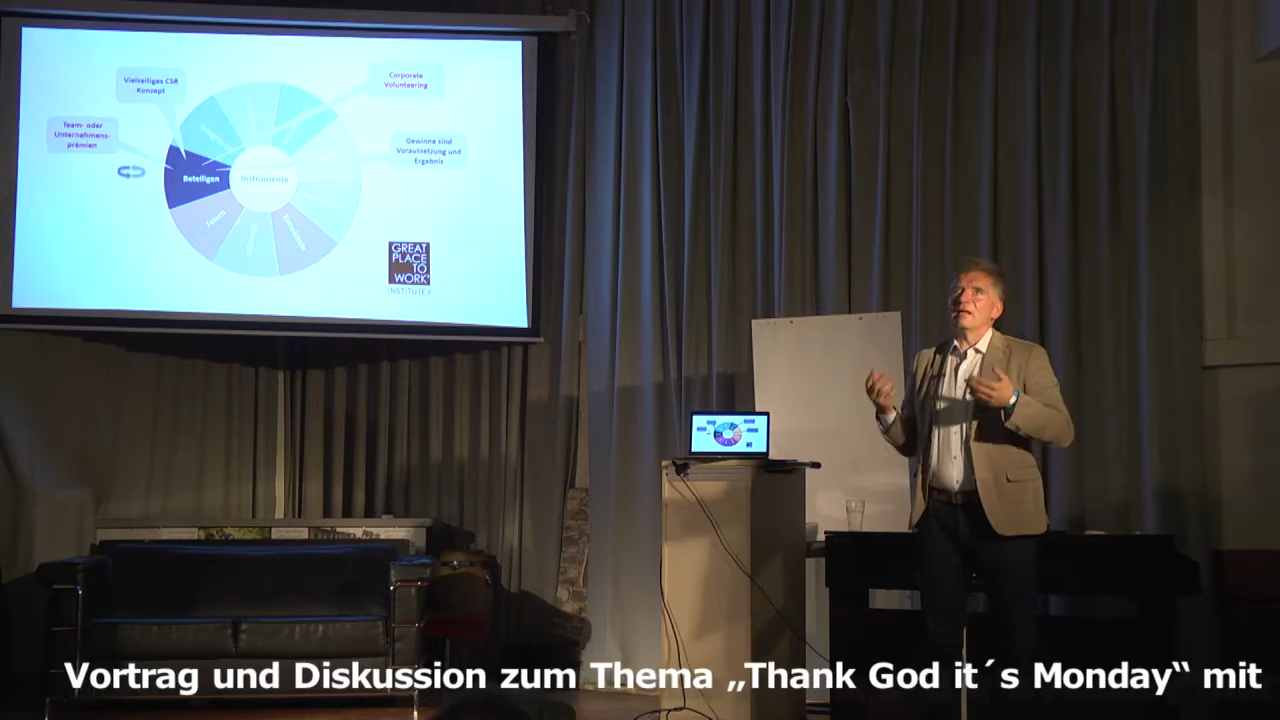 Vielseitiges CSR
Konzept
Corporate
Volunteering
Team- oder
Unternehmens-
prämien
Gewinne sind
Voraussetzung und
Ergebnis
Beteiligen
Instrumente
Feiern
GREAT
PLACE
TO
WORK®
INSTITUTE
Vortrag und Diskussion zum Thema „Thank God it´s Monday“ mit